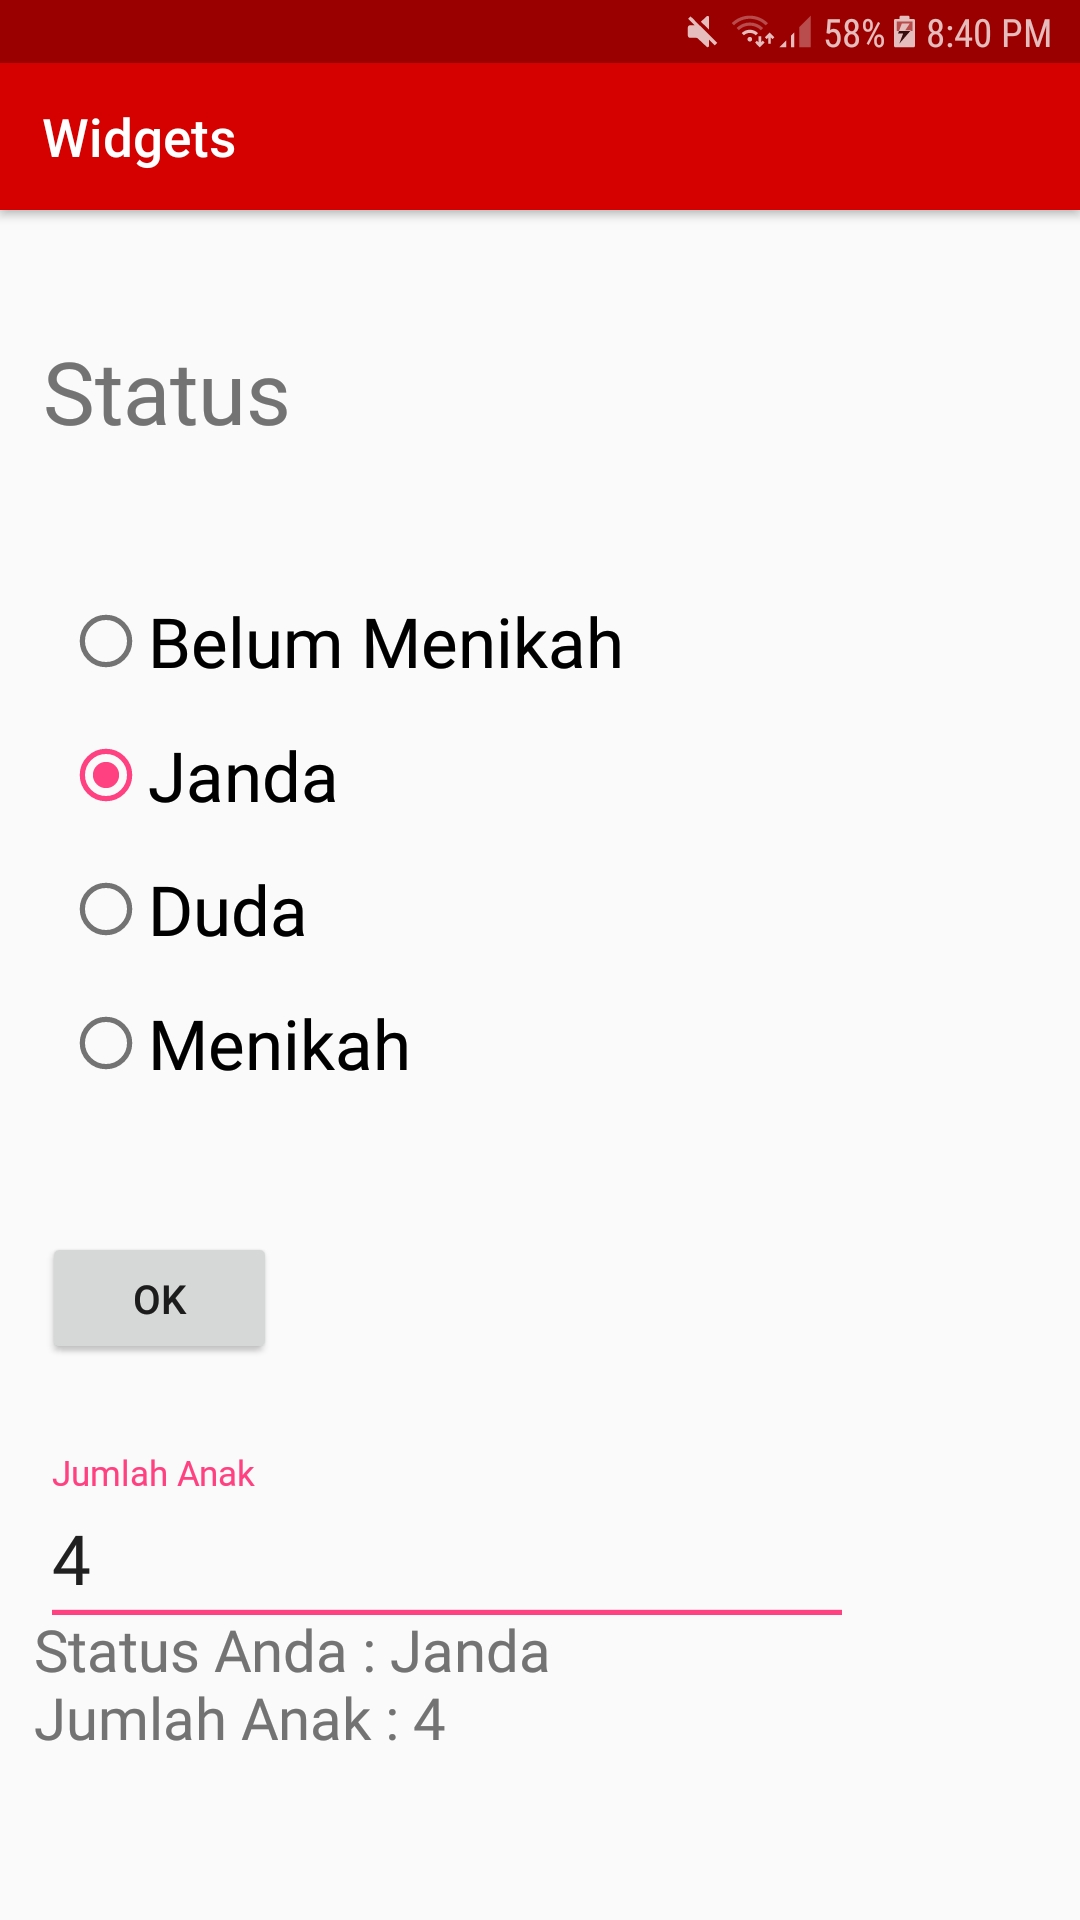 58% 8:40 PM
Widgets
Status
Belum Menikah
Janda
Duda
Menikah
OK
Jumlah Anak
4
Status Anda : Janda
Jumlah Anak : 4